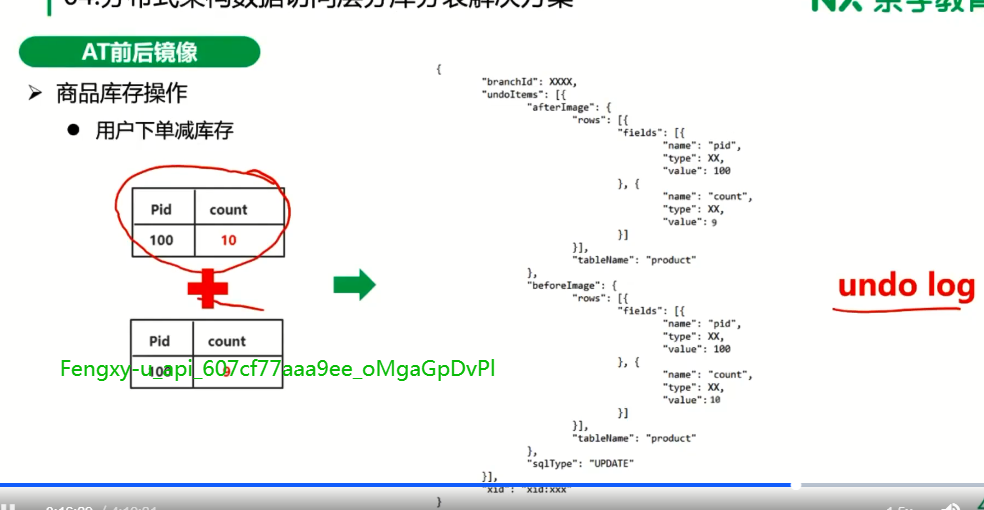 04.分布式架构数据访问层分库分表解决方案
AT前后镜像
➢ 商品库存操作
● 用户下单减库存
Pid count
100 10
Pid count
100 9
Fengxy-u_api_607cf77aaa9ee_oMgaGpDvPl
{
"branchId": XXXX,
"undoItems": [{
"afterImage": {
"rows": [{
"fields": [{
"name": "pid",
"type": XX,
"value": 100
}, {
"name": "count",
"type": XX,
"value": 9
}]
}],
"tableName": "product"
},
"beforeImage": {
"rows": [{
"fields": [{
"name": "pid",
"type": XX,
"value": 100
}, {
"name": "count",
"type": XX,
"value": 10
}]
}],
"tableName": "product"
},
"sqlType": "UPDATE"
}],
"xid": "xid:xxx"
}
undo log